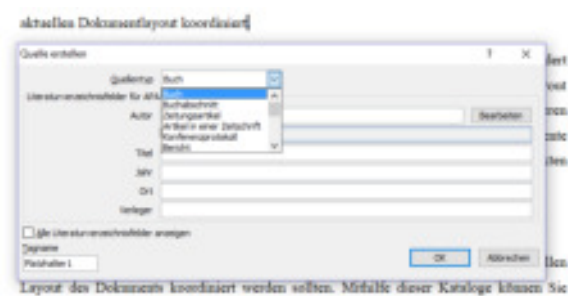 aktuellen Dokumentlayout koordiniert
Quelle erstellen ? ×
Quellentyp Buch
Literaturverzeichnisfelder für APA
Buch
Buchabschnitt
Zeitungsartikel
Artikel in einer Zeitschrift
Konferenzprotokoll
Bericht
Autor Bearbeiten
Titel
Jahr
Ort
Verleger
Alle Literaturverzeichnisfelder anzeigen
Tagname
Platzhalter1
OK Abbrechen
Layout des Dokuments koordiniert werden sollten. Mithilfe dieser Kataloge können Sie